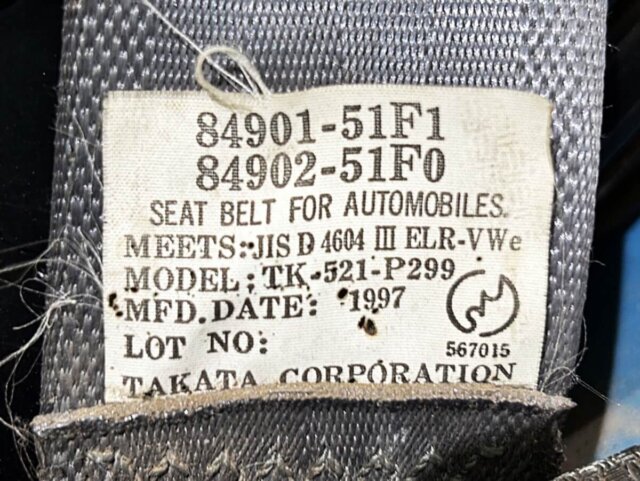 84901-51F1
84902-51F0
SEAT BELT FOR AUTOMOBILES.
MEETS: JIS D 4604 III ELR-VWe
MODEL: TK-521-P299
MFD. DATE: 1997
LOT NO:
567015
TAKATA CORPORATION